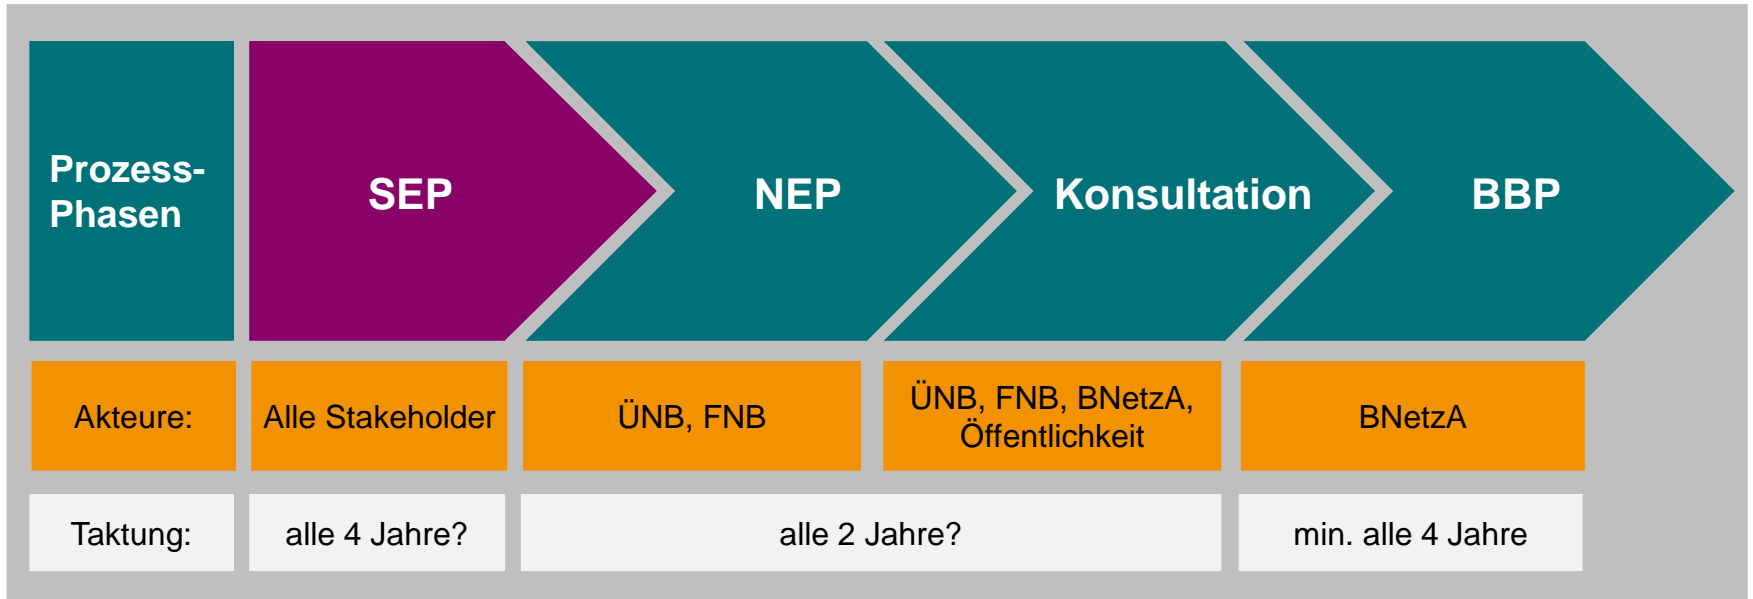 Prozess-
Phasen
SEP
NEP
Konsultation
BBP
Akteure:
Alle Stakeholder
ÜNB, FNB
ÜNB, FNB, BNetzA,
Öffentlichkeit
BNetzA
Taktung:
alle 4 Jahre?
alle 2 Jahre?
min. alle 4 Jahre